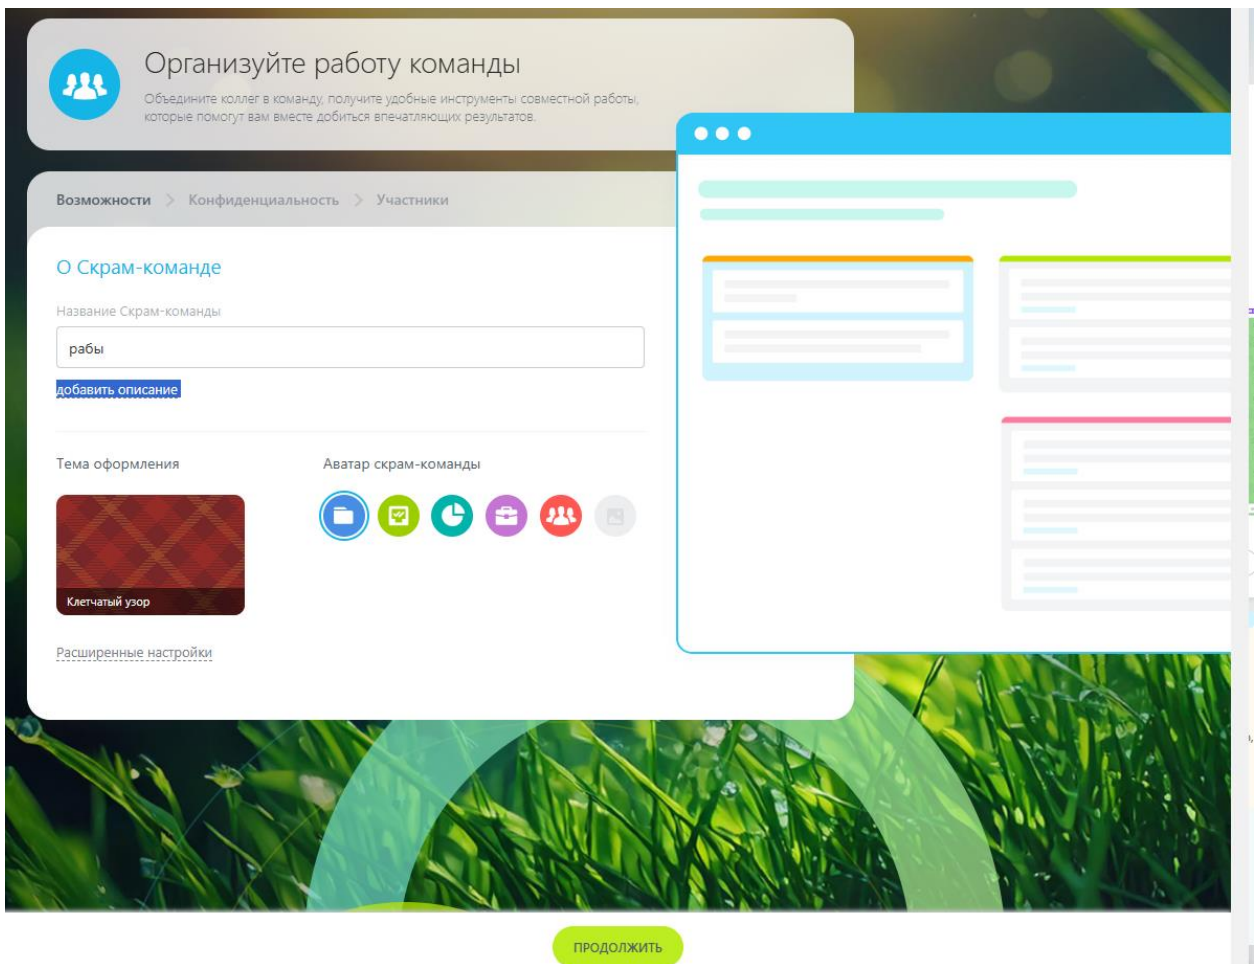 Организуйте работу команды
Объедините коллег в команду, получите удобные инструменты совместной работы,
которые помогут вам вместе добиться впечатляющих результатов.
Возможности > Конфиденциальность > Участники
О Скрам-команде
Название Скрам-команды
рабы
добавить описание
Тема оформления
Аватар скрам-команды
Клетчатый узор
Расширенные настройки
ПРОДОЛЖИТЬ